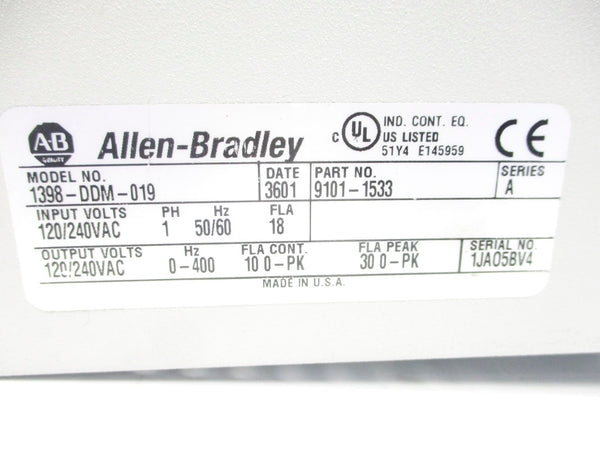 AB
QUALITY
Allen-Bradley
C UL US LISTED
IND. CONT. EQ.
51Y4 E145959
CE
MODEL NO.
1398-DDM-019
DATE
3601
PART NO.
9101-1533
SERIES
A
INPUT VOLTS PH Hz FLA
120/240VAC 1 50/60 18
OUTPUT VOLTS Hz FLA CONT. FLA PEAK
120/240VAC 0-400 10 0-PK 30 0-PK
SERIAL NO.
1JA05BV4
MADE IN U.S.A.